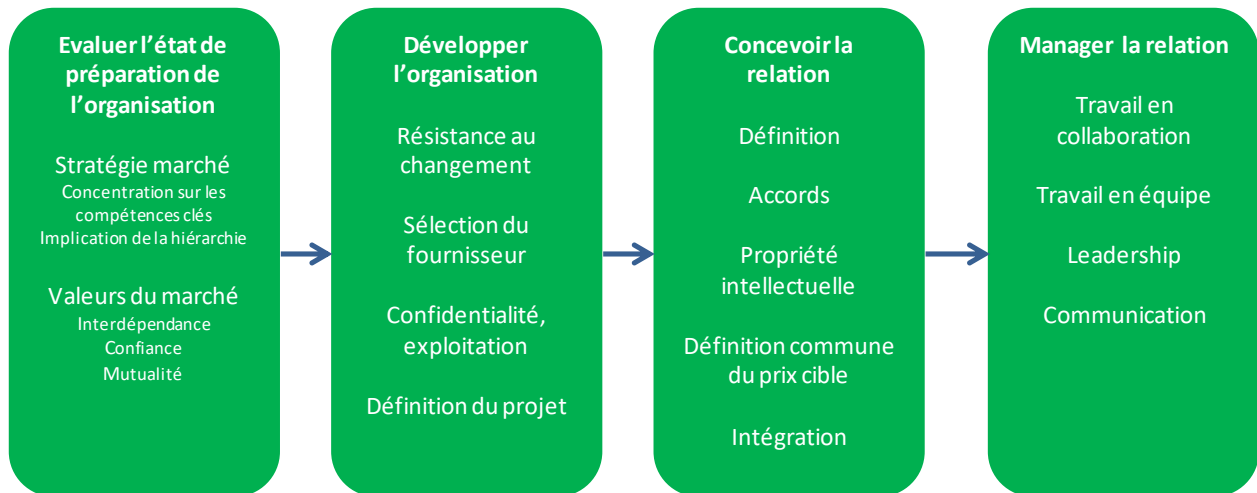 Evaluer l'état de
préparation de
l'organisation
Stratégie marché
Concentration sur les
compétences clés
Implication de la hiérarchie
Valeurs du marché
Interdépendance
Confiance
Mutualité
Développer
l'organisation
Résistance au
changement
Sélection du
fournisseur
Confidentialité,
exploitation
Définition du projet
Concevoir la
relation
Définition
Accords
Propriété
intellectuelle
Définition commune
du prix cible
Intégration
Manager la relation
Travail en
collaboration
Travail en équipe
Leadership
Communication